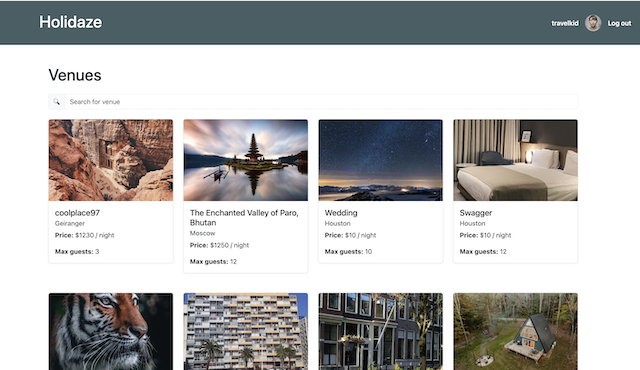 Holidaze
travelkid
Log out
Venues
Search for venue
coolplace97
Geiranger
Price: $1230 / night
Max guests: 3
The Enchanted Valley of Paro,
Bhutan
Moscow
Price: $1250 / night
Max guests: 12
Wedding
Houston
Price: $10 / night
Max guests: 10
Swagger
Houston
Price: $10 / night
Max guests: 12